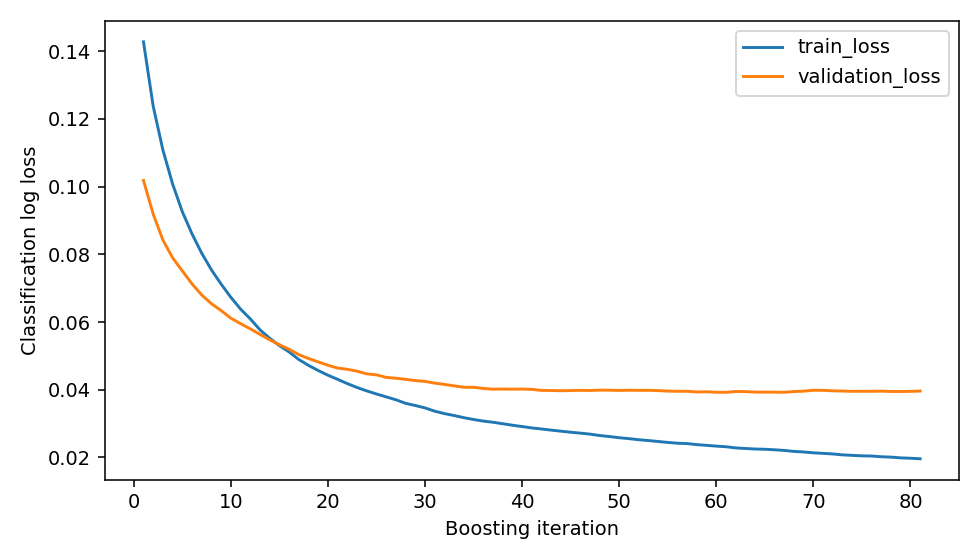 train_loss
validation_loss
0.14
0.12
0.10
0.08
0.06
0.04
0.02
Classification log loss
0 10 20 30 40 50 60 70 80
Boosting iteration